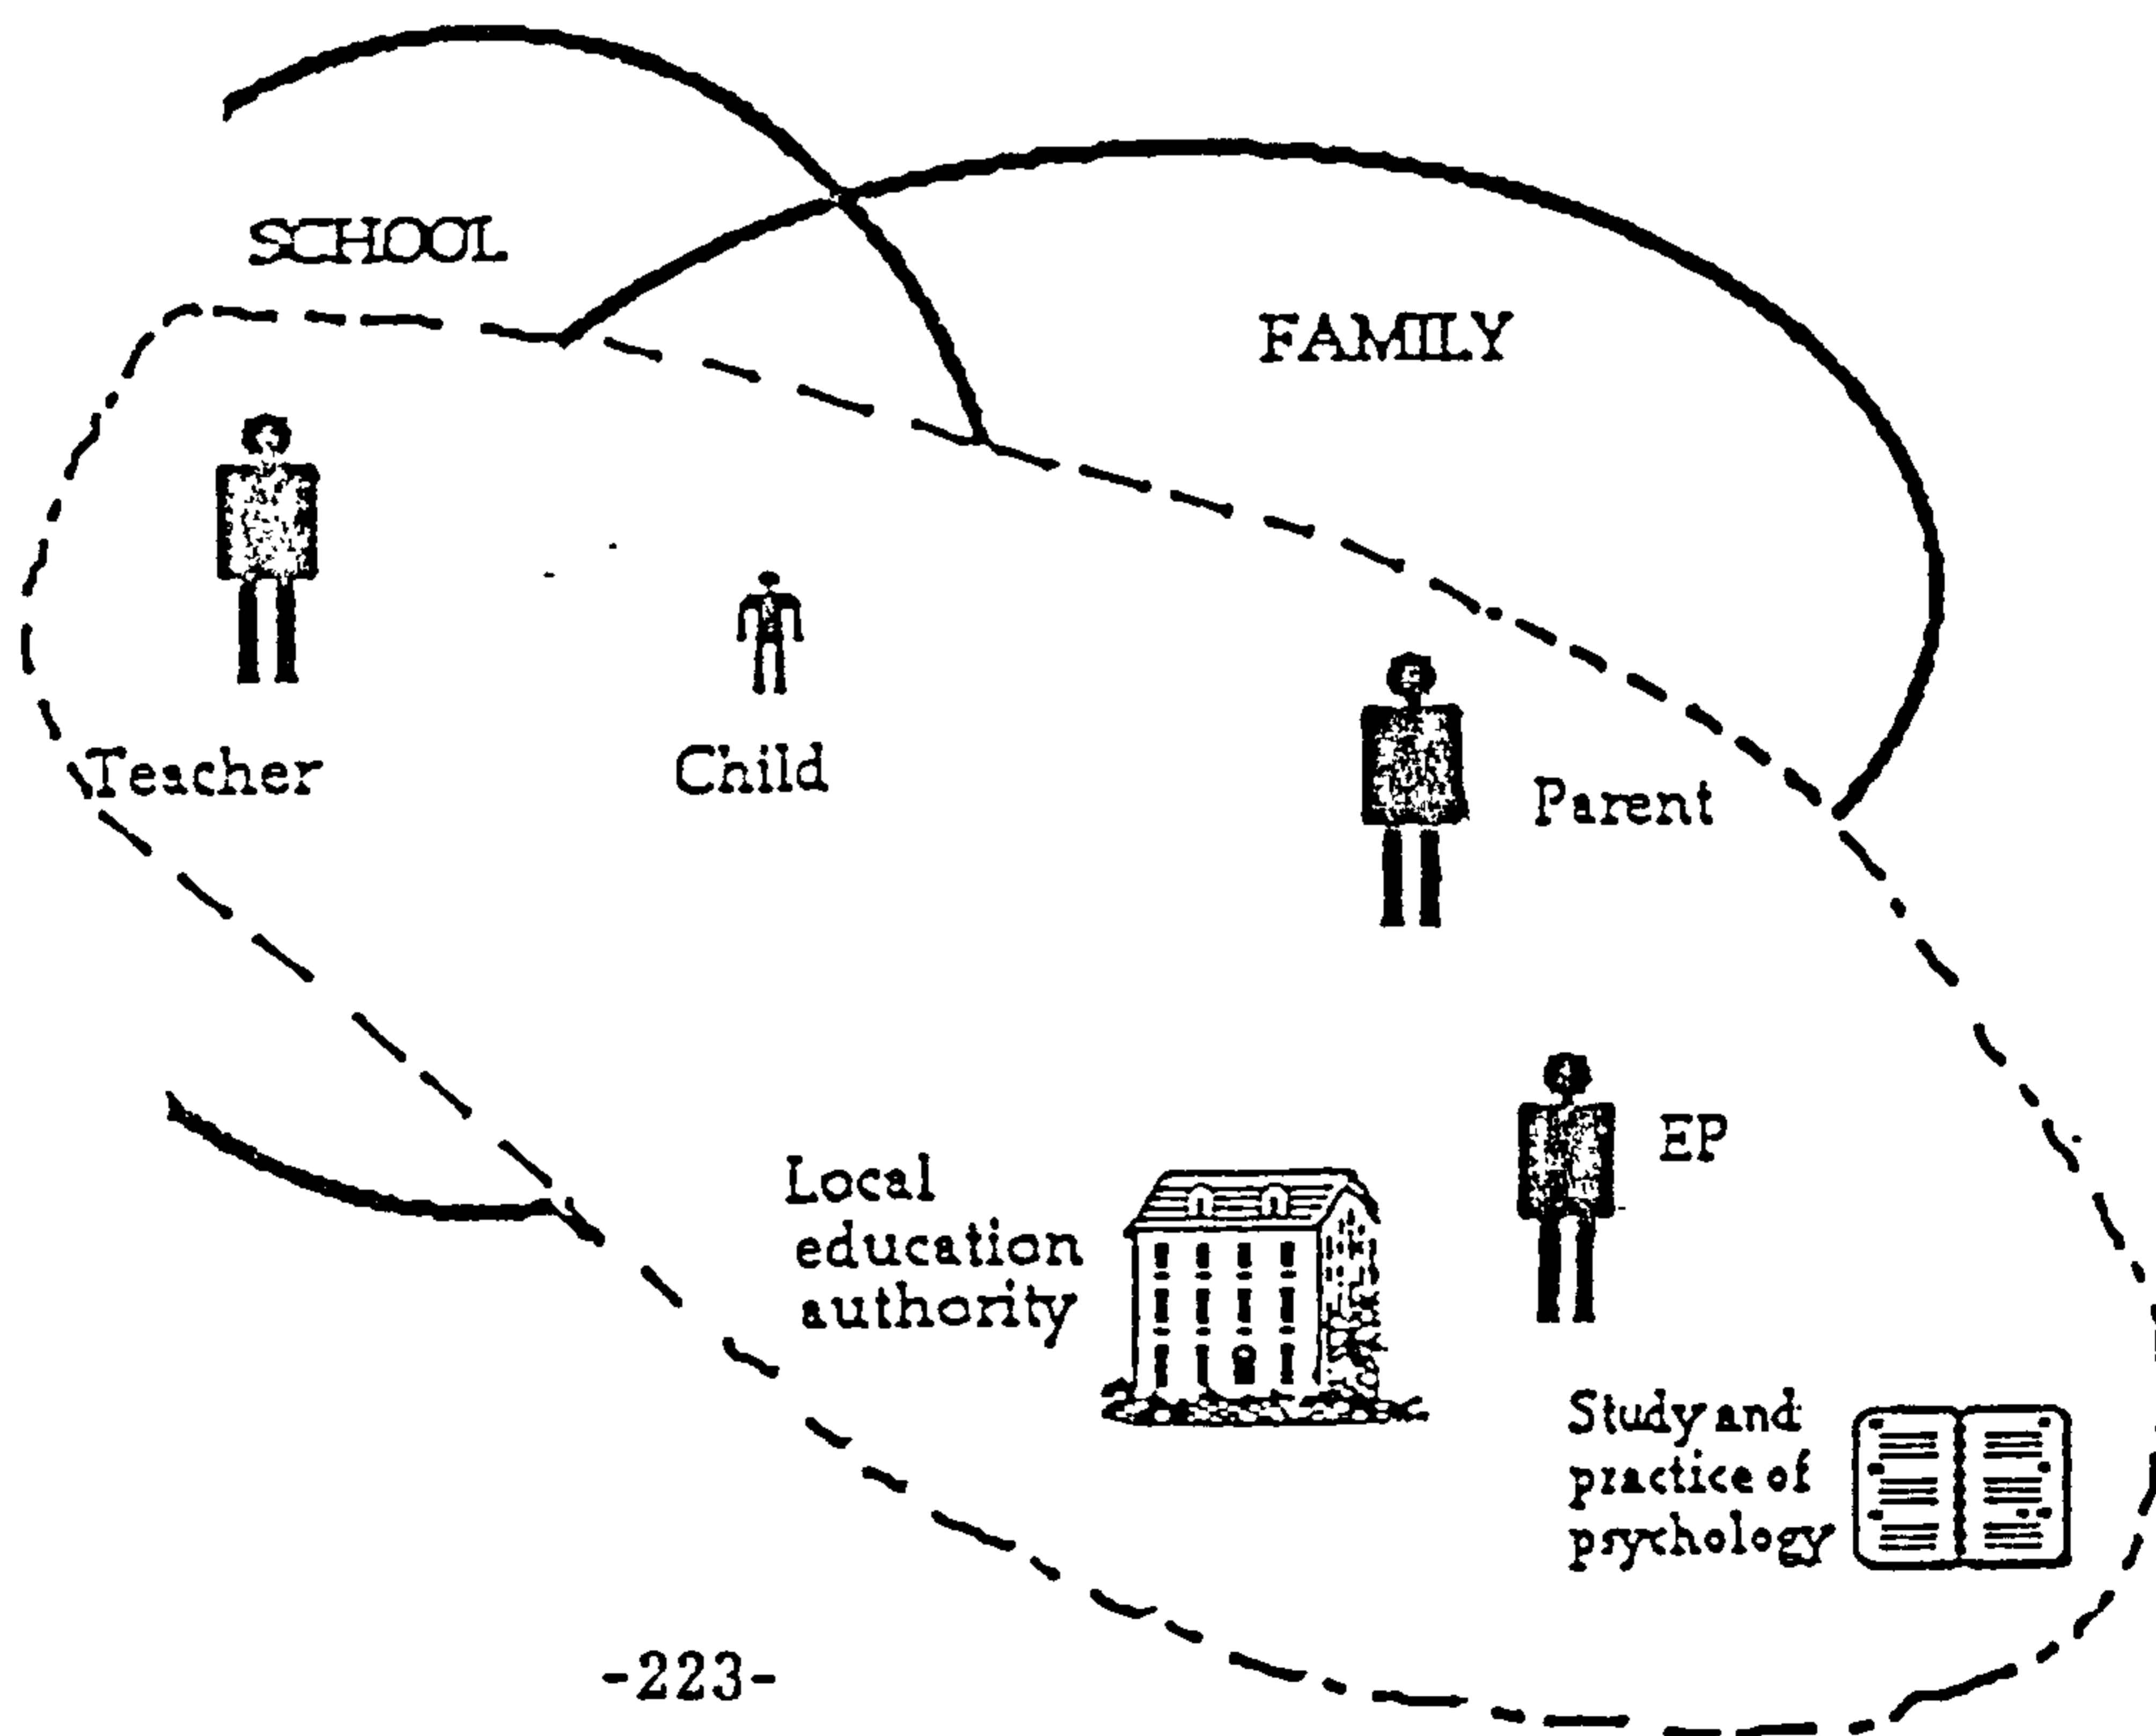 SCHOOL
FAMILY
Teacher
Child
Parent
EP
Local
education
authority
Study and
practice of
psychology
-223-